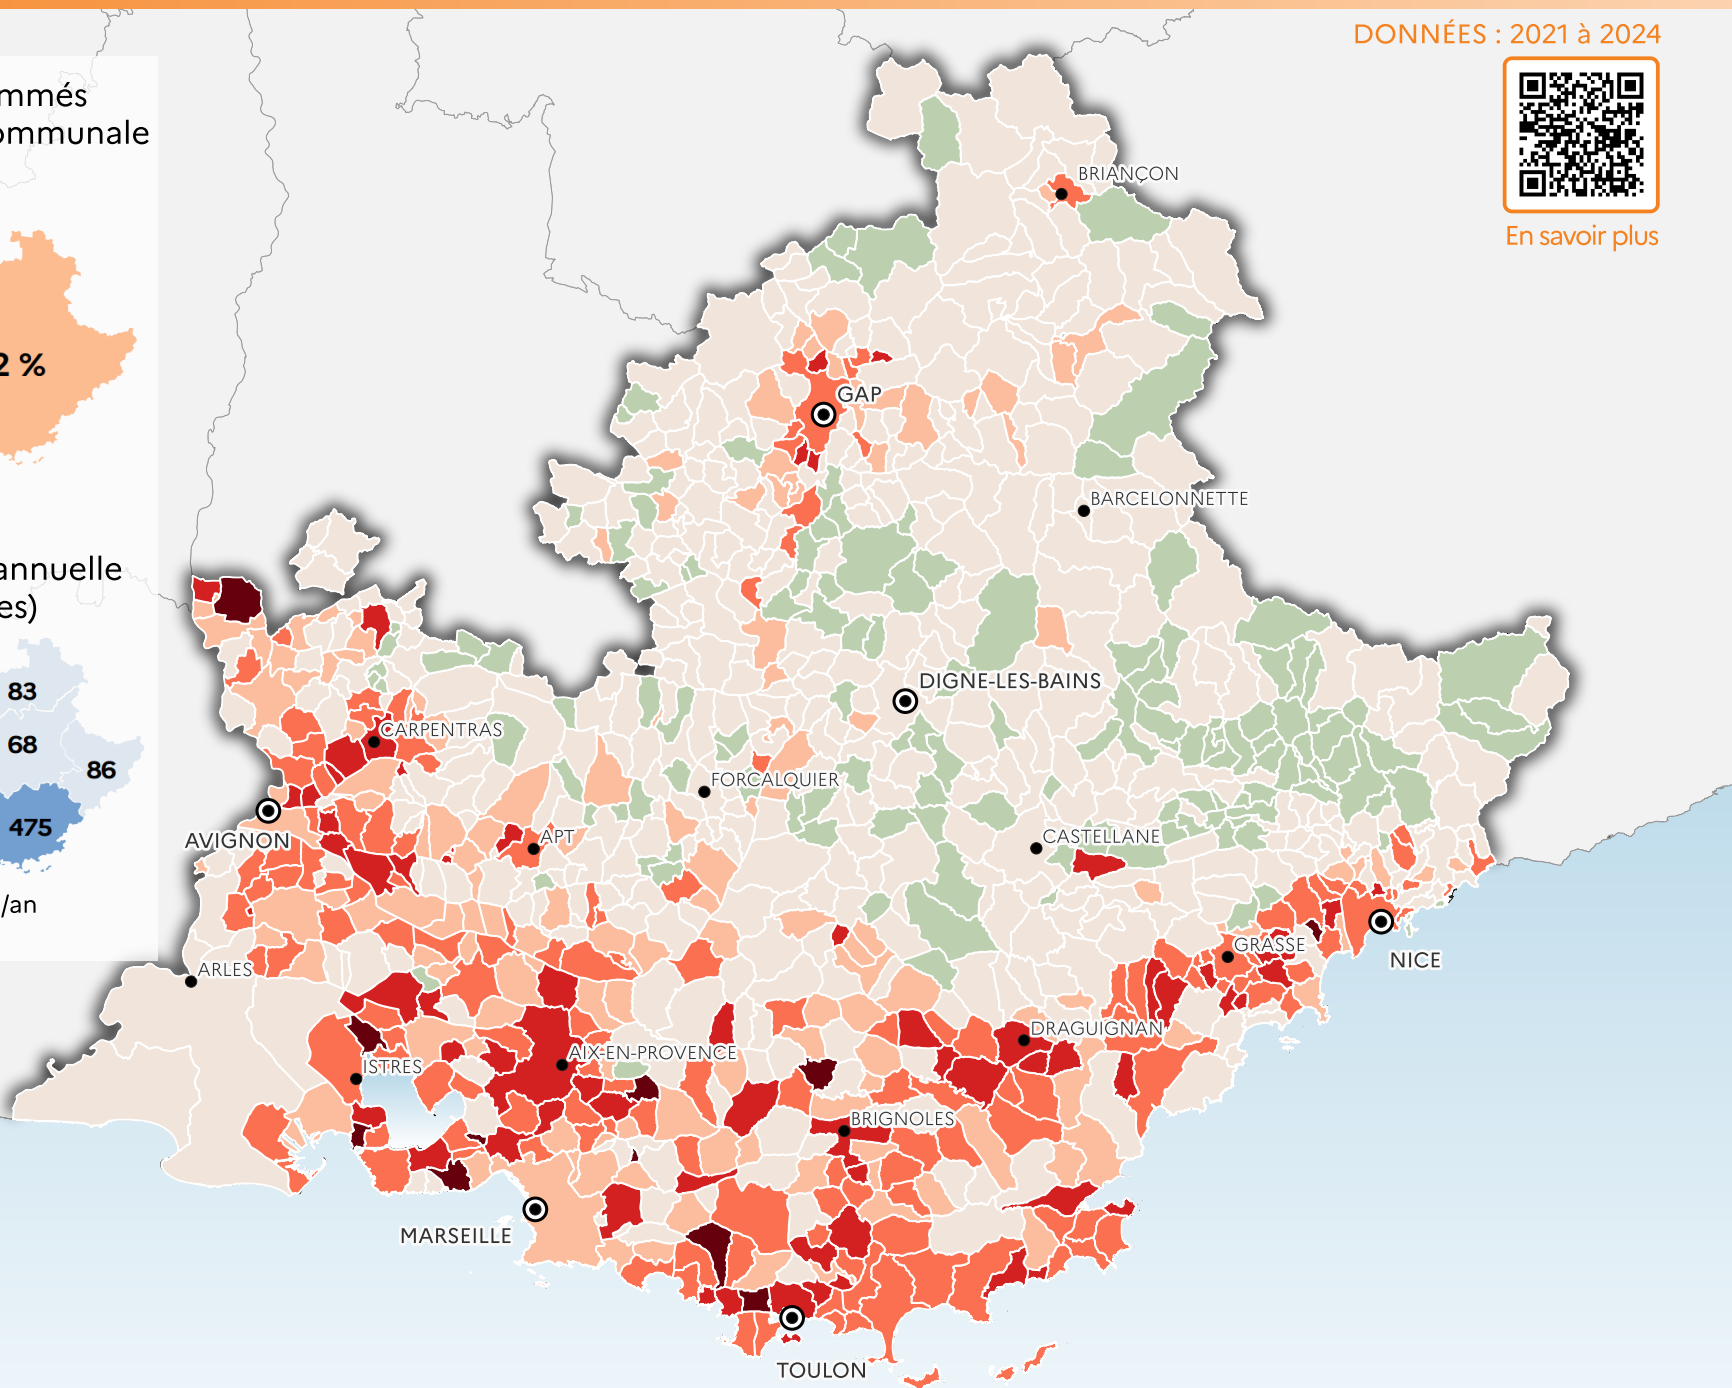 DONNÉES : 2021 à 2024
En savoir plus
mmés
ommunale
2 %
annuelle
es)
83
68
86
475
/an
BRIANÇON
GAP
BARCELONNETTE
DIGNE-LES-BAINS
CARPENTRAS
FORCALQUIER
AVIGNON
APT
CASTELLANE
GRASSE
NICE
ARLES
DRAGUIGNAN
AIX-EN-PROVENCE
ISTRES
BRIGNOLES
MARSEILLE
TOULON